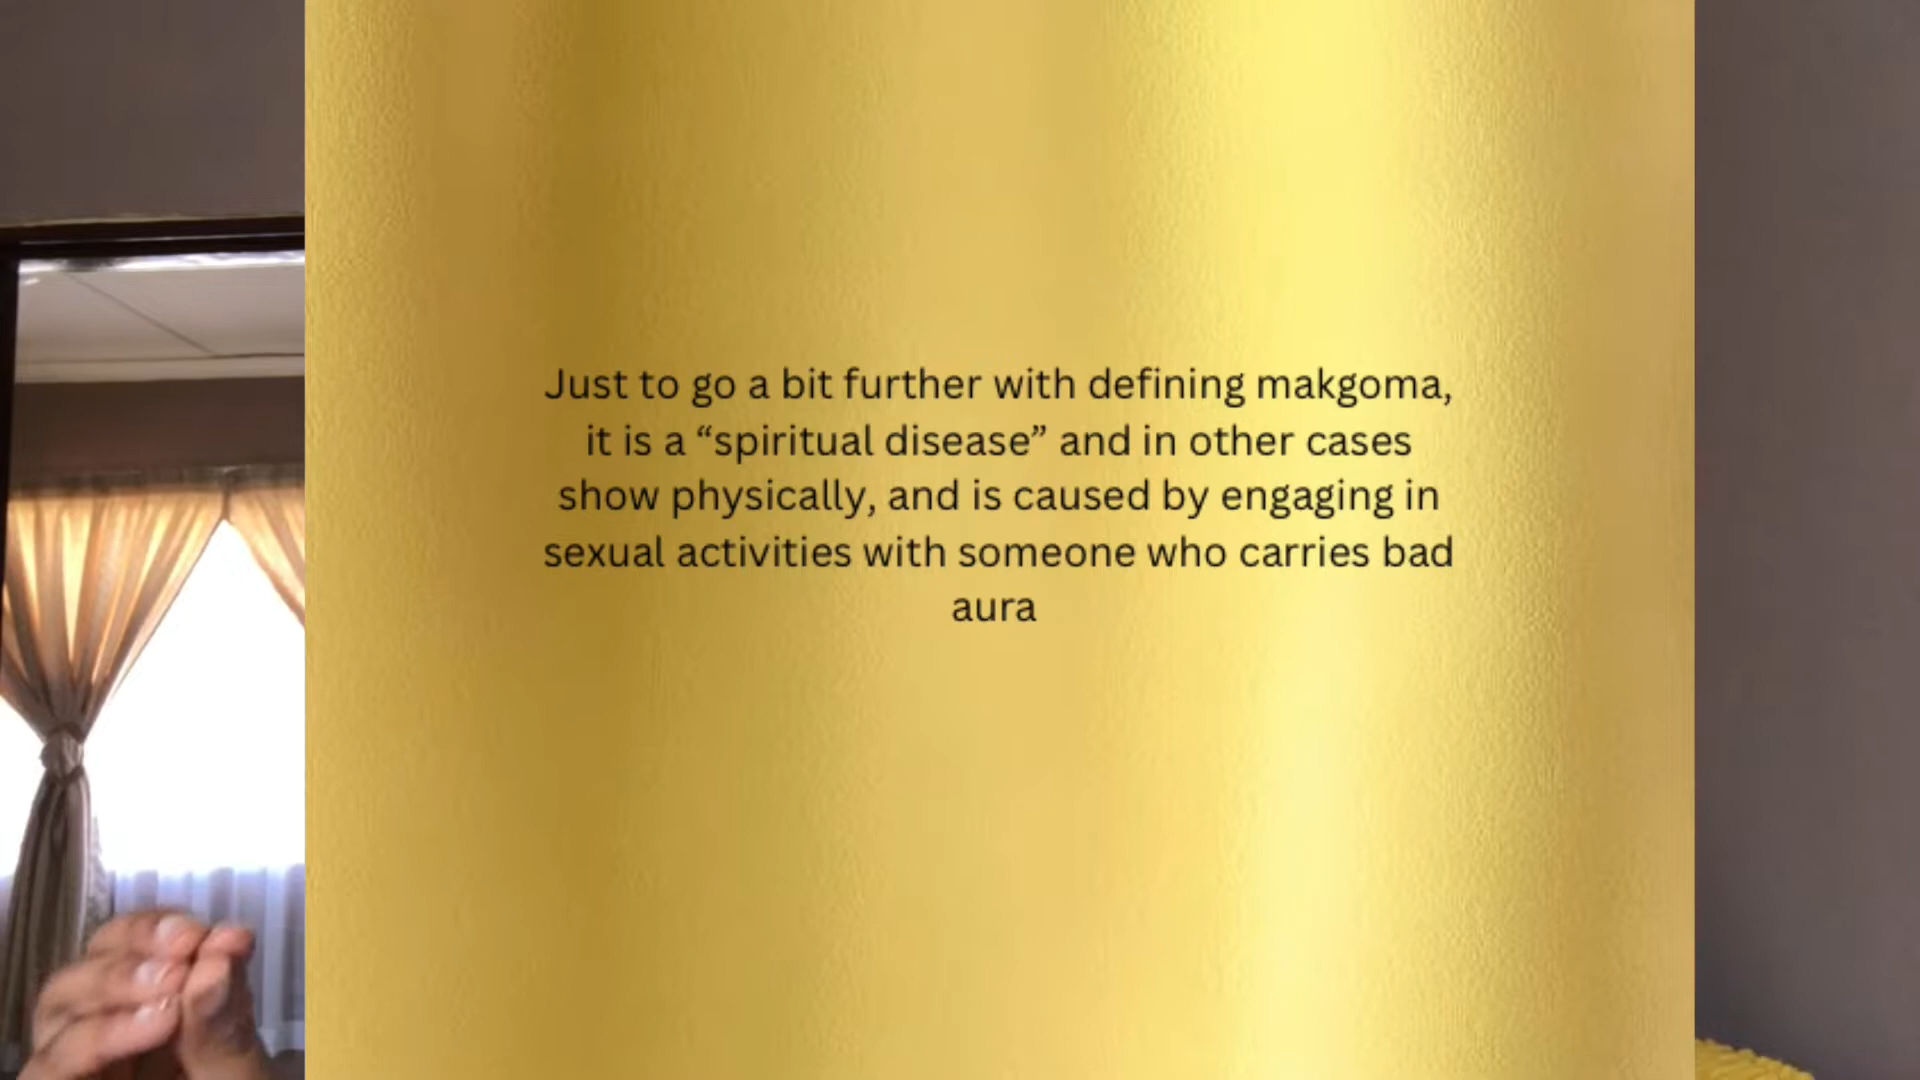 Just to go a bit further with defining makgoma,
it is a “spiritual disease” and in other cases
show physically, and is caused by engaging in
sexual activities with someone who carries bad
aura